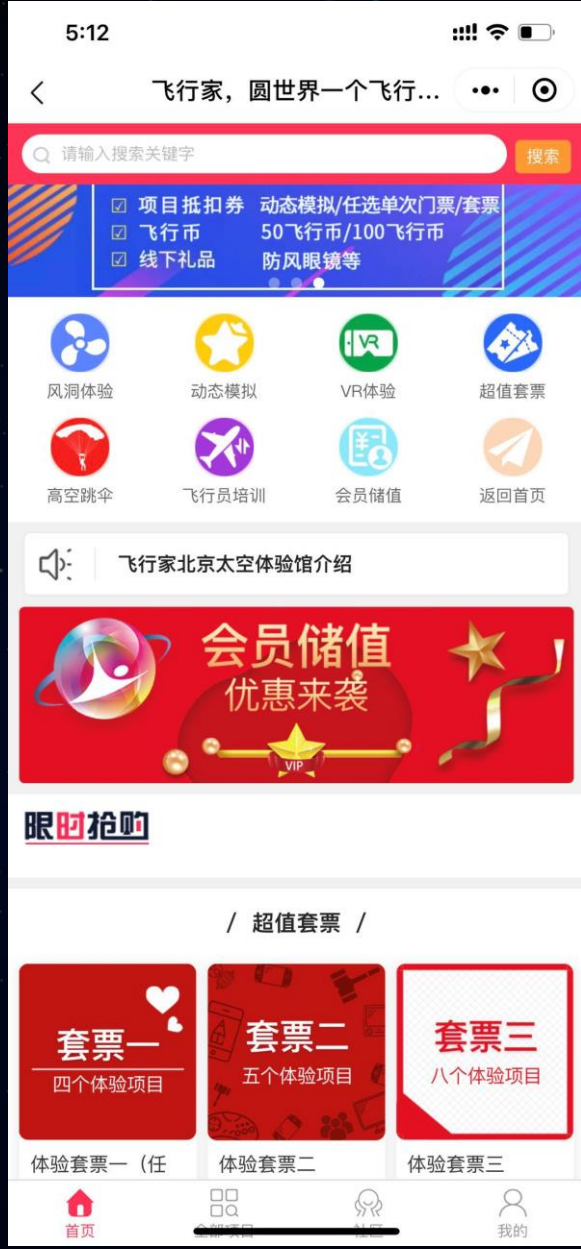 5:12
飞行家，圆世界一个飞行...
请输入搜索关键字
搜索
项目抵扣券 动态模拟/任选单次门票/套票
飞行币 50飞行币/100飞行币
线下礼品 防风眼镜等
风洞体验 动态模拟 VR体验 超值套票
高空跳伞 飞行员培训 会员储值 返回首页
飞行家北京太空体验馆介绍
会员储值
优惠来袭
VIP
限时抢购
/ 超值套票 /
套票一
四个体验项目
套票二
五个体验项目
套票三
八个体验项目
体验套票一（任
体验套票二
体验套票三
首页 全部项目 社区 我的